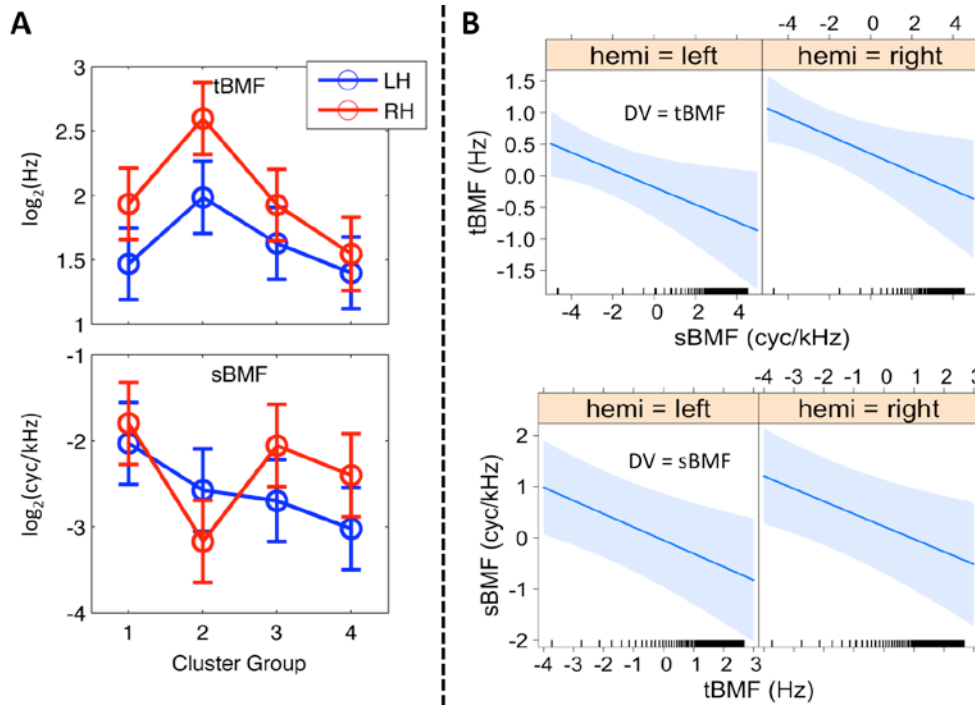 A
3
tBMF
LH
RH
2.5
log2(Hz)
2
1.5
1
-1
sBMF
-2
log2(cyc/kHz)
-3
-4
1 2 3 4
Cluster Group
B
-4 -2 0 2 4
hemi = left hemi = right
DV = tBMF
1.5
1.0
0.5
0.0
-0.5
-1.0
-1.5
tBMF (Hz)
-4 -2 0 2 4
sBMF (cyc/kHz)
-4 -3 -2 -1 0 1 2 3
hemi = left hemi = right
DV = sBMF
2
1
0
-1
-2
sBMF (cyc/kHz)
-4 -3 -2 -1 0 1 2 3
tBMF (Hz)